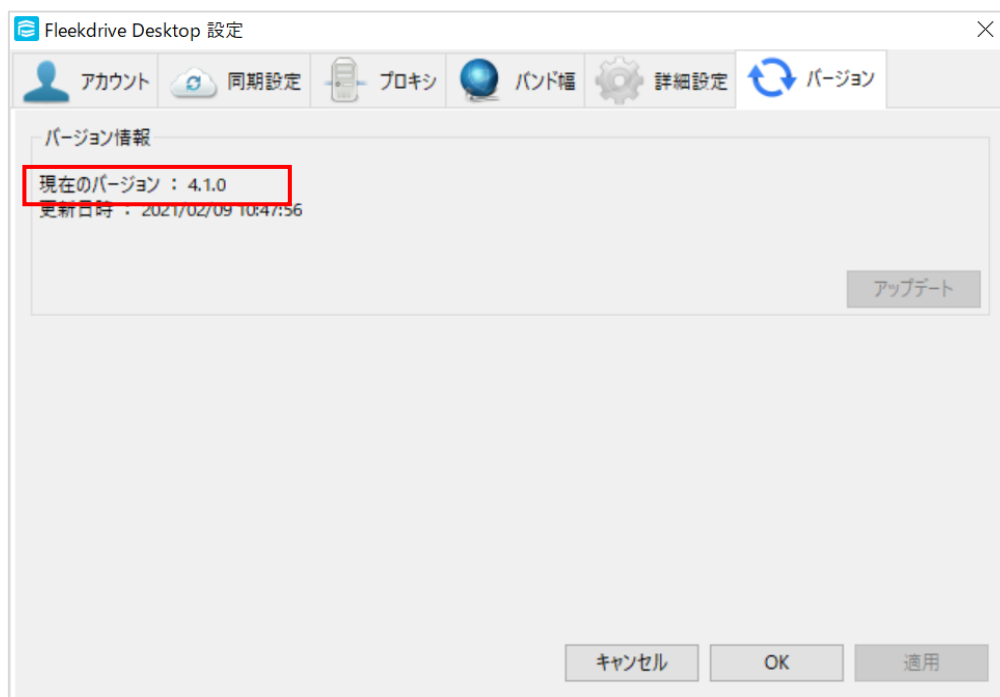 Fleekdrive Desktop 設定
アカウント 同期設定 プロキシ バンド幅 詳細設定 バージョン
バージョン情報
現在のバージョン : 4.1.0
更新日時 : 2021/02/09 10:47:56
アップデート
キャンセル OK 適用